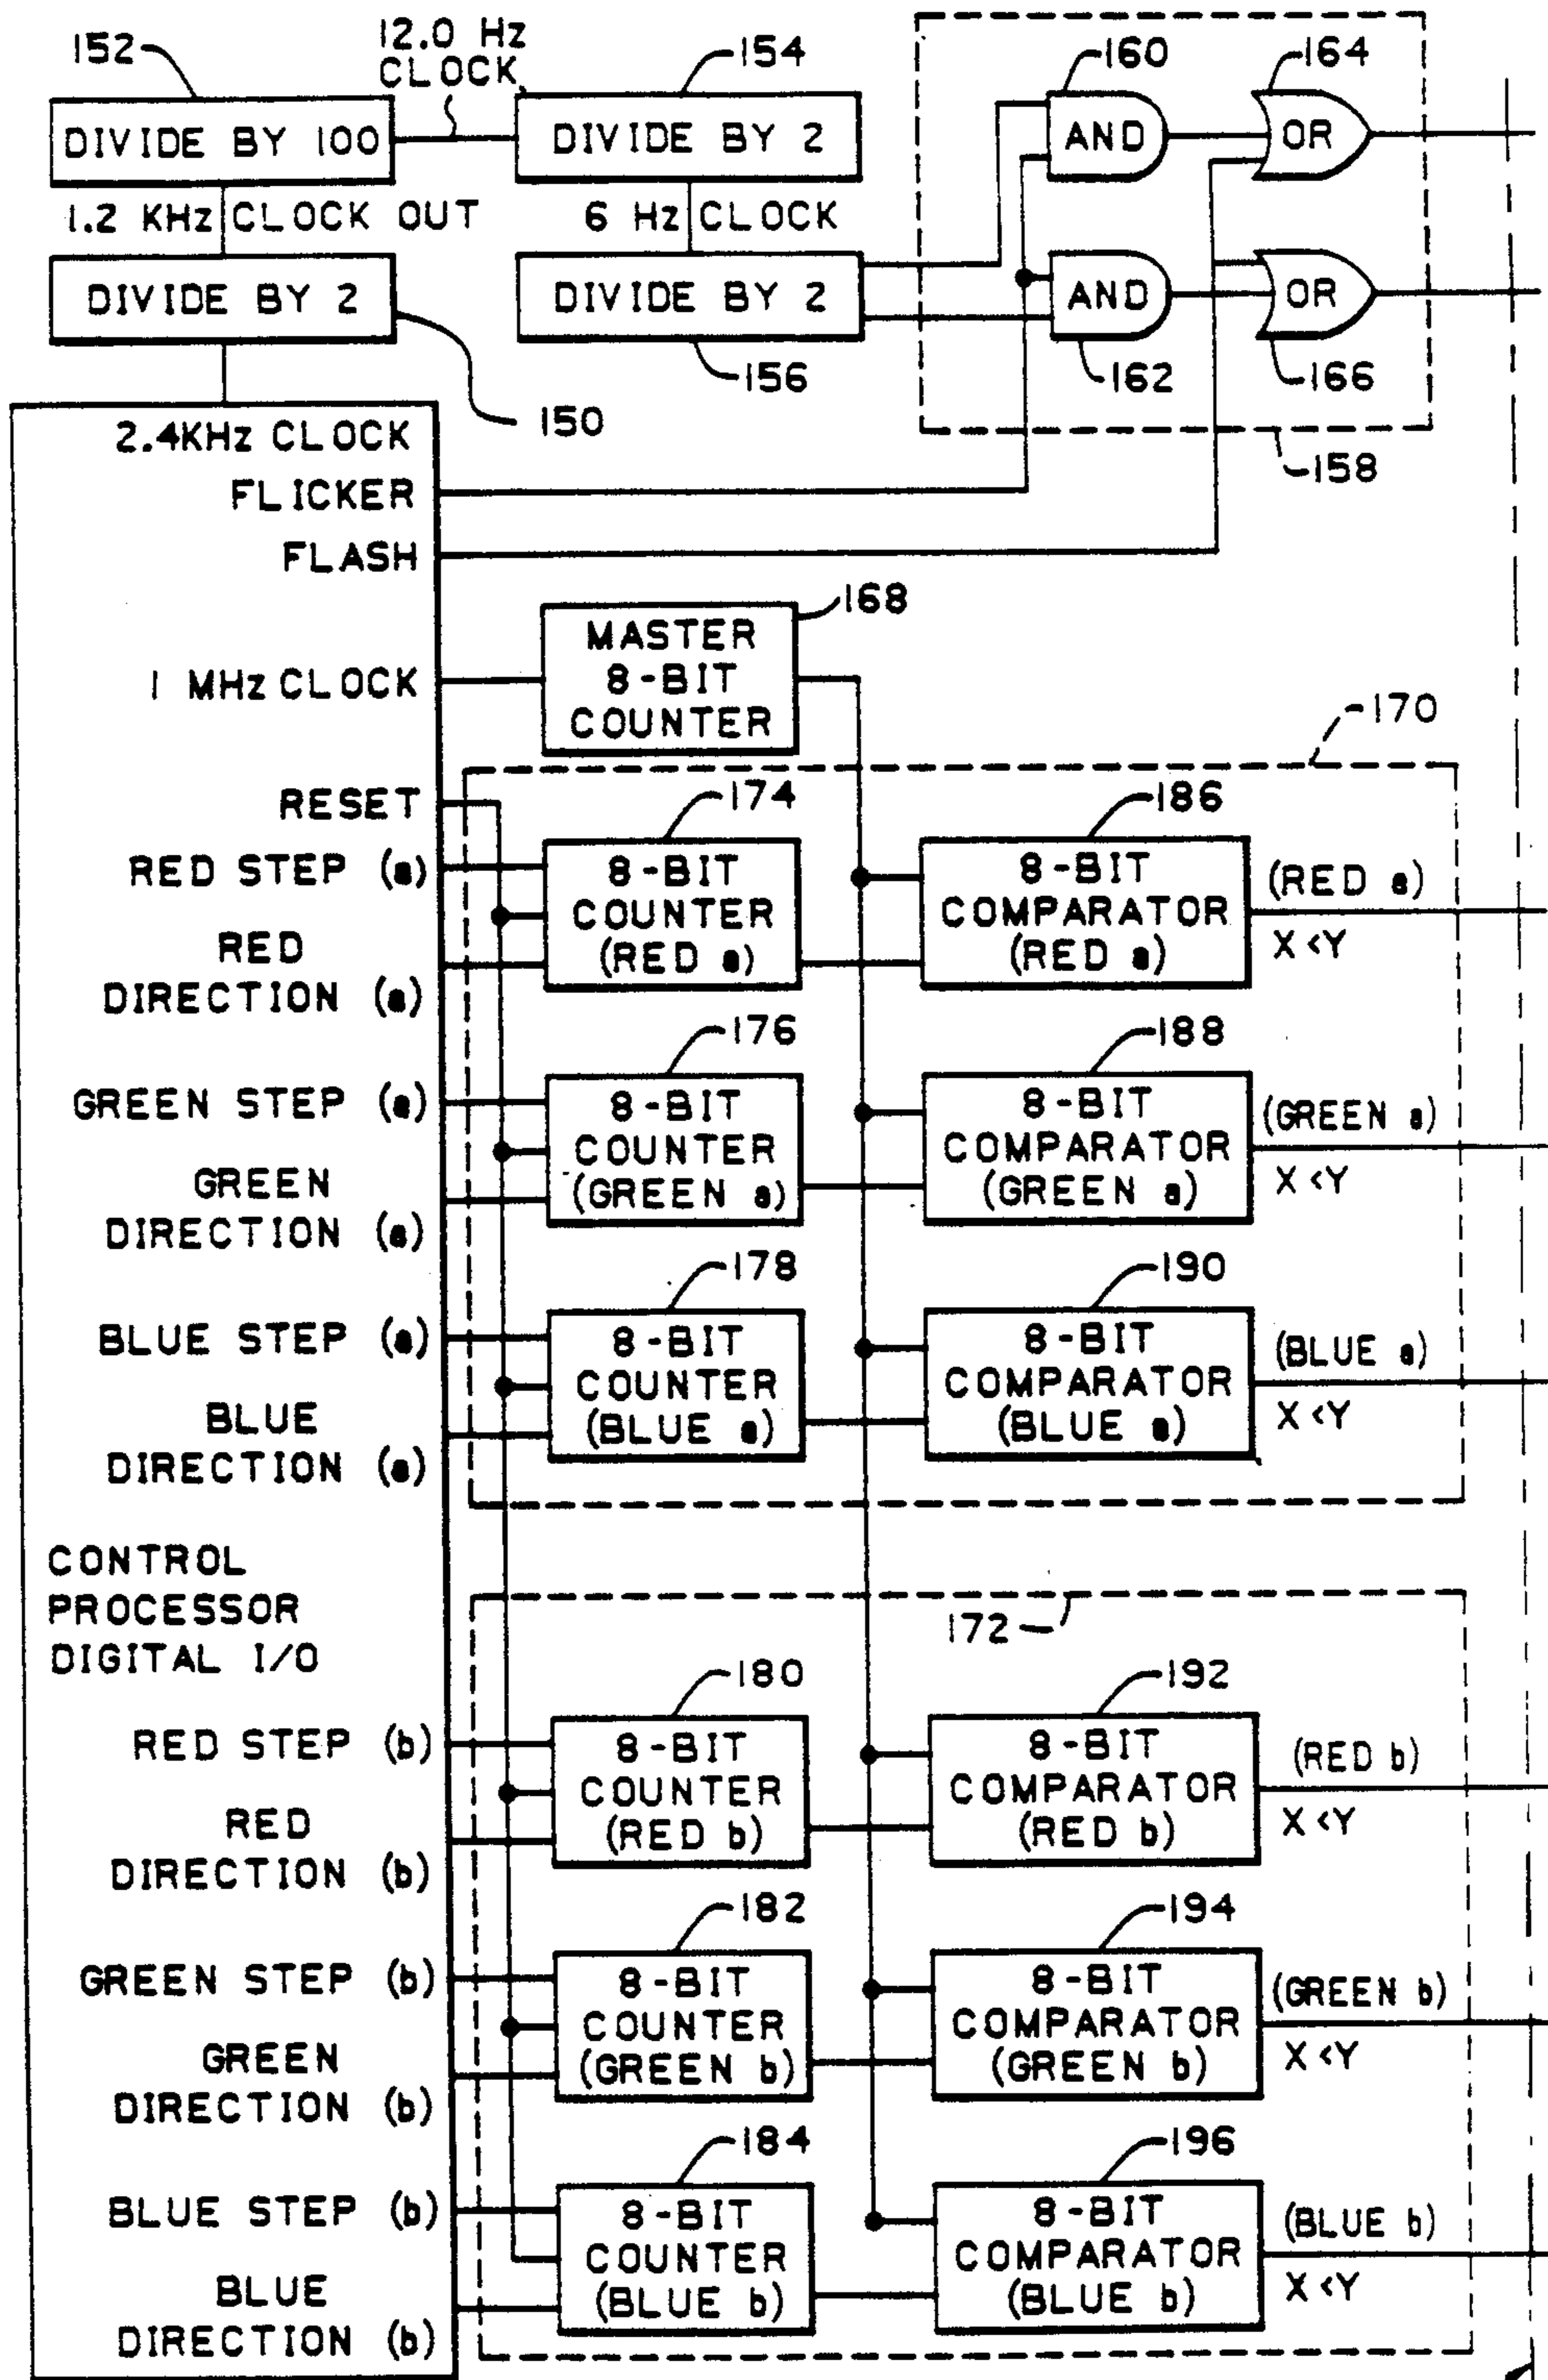 152
12.0 Hz
CLOCK
154
160
164
DIVIDE BY 100
DIVIDE BY 2
AND
OR
1.2 KHz CLOCK OUT
6 Hz CLOCK
DIVIDE BY 2
DIVIDE BY 2
AND
OR
156
162
166
150
158
2.4KHz CLOCK
FLICKER
FLASH
168
MASTER
8-BIT
COUNTER
1 MHz CLOCK
170
RESET
174
186
RED STEP (a)
8-BIT
COUNTER
(RED a)
8-BIT
COMPARATOR
(RED a)
(RED a)
X<Y
RED
DIRECTION (a)
176
188
GREEN STEP (a)
8-BIT
COUNTER
(GREEN a)
8-BIT
COMPARATOR
(GREEN a)
(GREEN a)
X<Y
GREEN
DIRECTION (a)
178
190
BLUE STEP (a)
8-BIT
COUNTER
(BLUE a)
8-BIT
COMPARATOR
(BLUE a)
(BLUE a)
X<Y
BLUE
DIRECTION (a)
CONTROL
PROCESSOR
DIGITAL I/O
172
180
192
RED STEP (b)
8-BIT
COUNTER
(RED b)
8-BIT
COMPARATOR
(RED b)
(RED b)
X<Y
RED
DIRECTION (b)
182
194
GREEN STEP (b)
8-BIT
COUNTER
(GREEN b)
8-BIT
COMPARATOR
(GREEN b)
(GREEN b)
X<Y
GREEN
DIRECTION (b)
184
196
BLUE STEP (b)
8-BIT
COUNTER
(BLUE b)
8-BIT
COMPARATOR
(BLUE b)
(BLUE b)
X<Y
BLUE
DIRECTION (b)